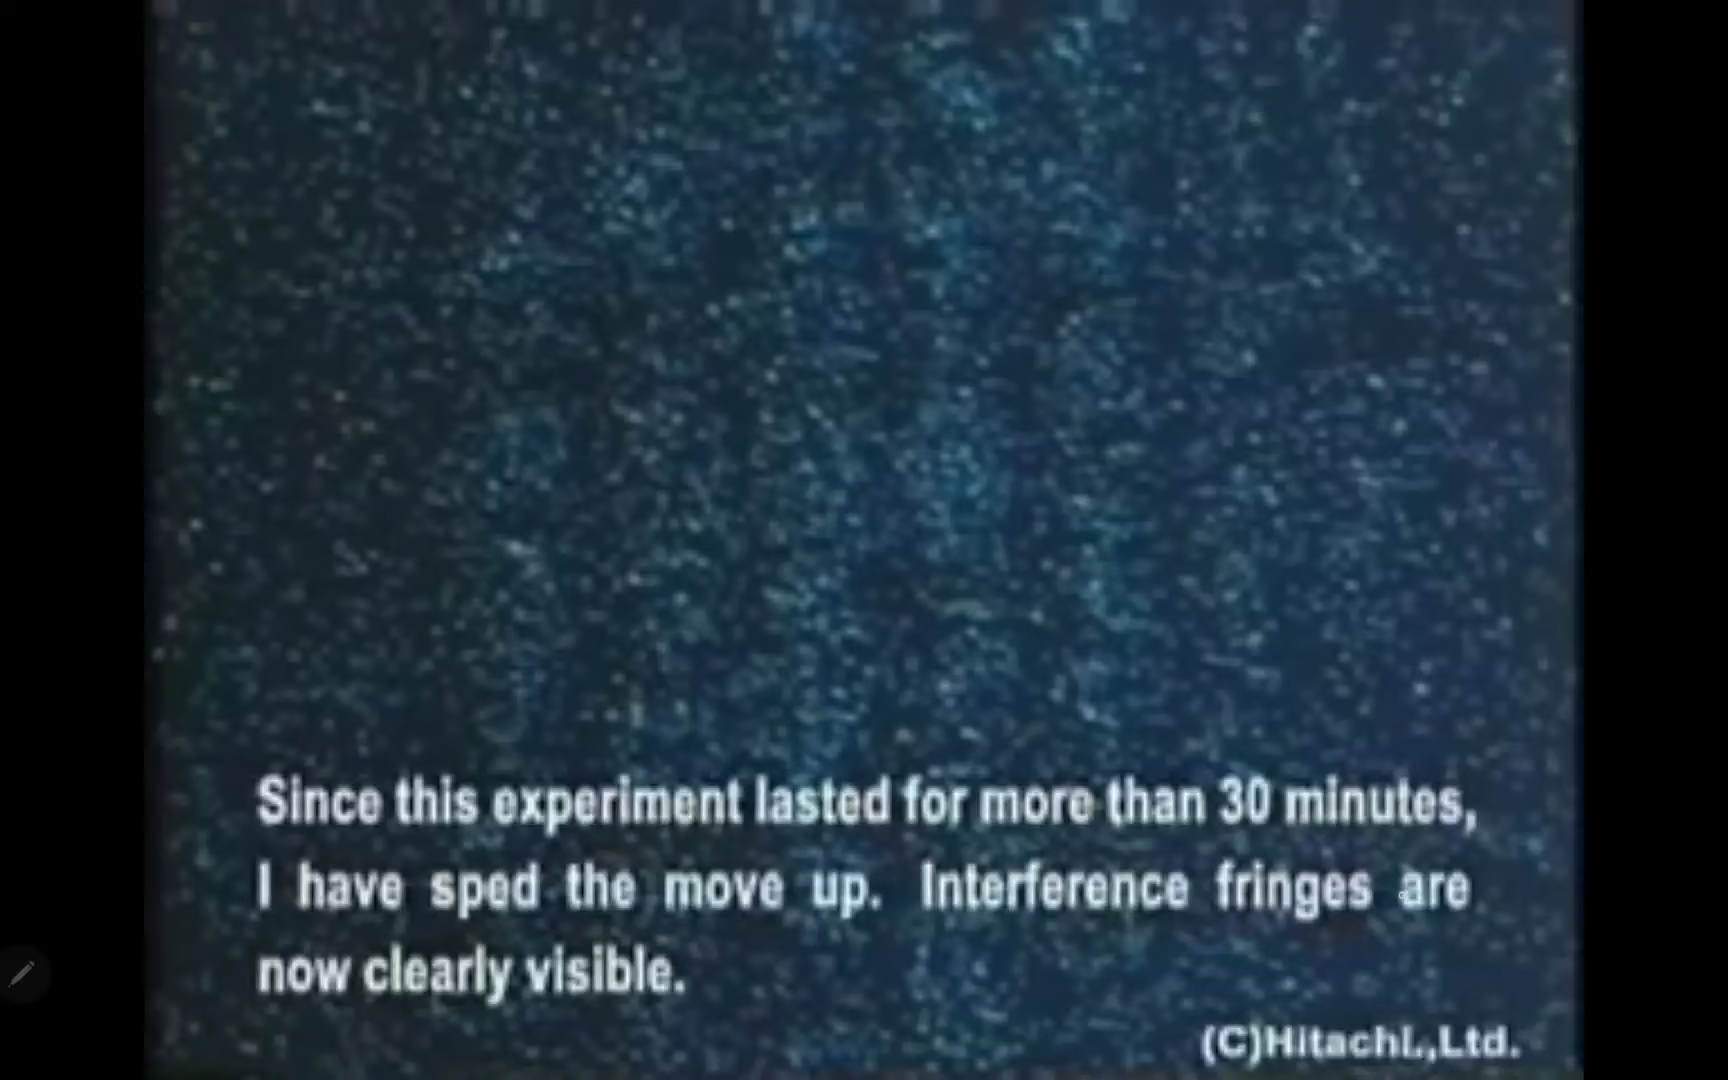 Since this experiment lasted for more than 30 minutes,
I have sped the move up. Interference fringes are
now clearly visible.
(C)Hitachi.,Ltd.